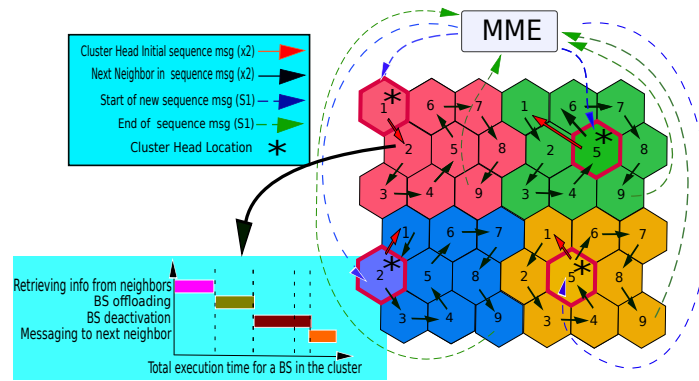 MME
Cluster Head Initial sequence msg (x2)
Next Neighbor in sequence msg (x2)
Start of new sequence msg (S1)
End of sequence msg (S1)
Cluster Head Location *
1 * 6 7 1 6 7
2 5 8 2 5 * 8
3 4 9 3 4 9
1 6 7 1 6 7
2 * 5 8 2 5 * 8
3 4 9 3 4 9
Retrieving info from neighbors
BS offloading
BS deactivation
Messaging to next neighbor
Total execution time for a BS in the cluster